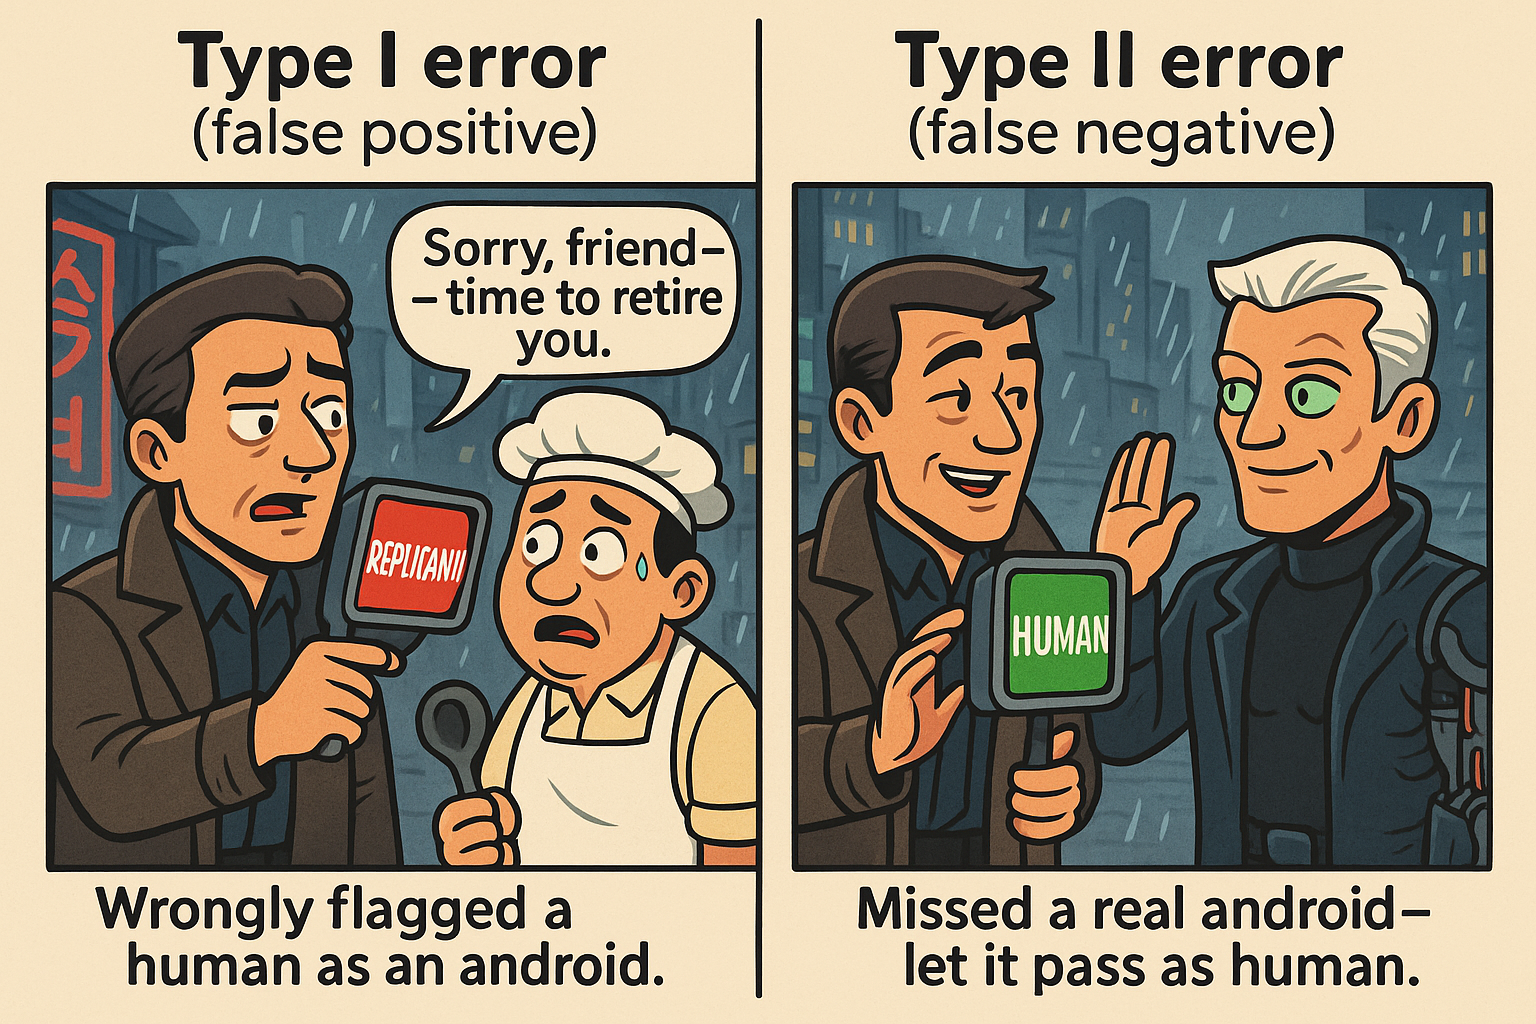 Type I error
(false positive)
Sorry, friend–
– time to retire
you.
REPLICANII
Wrongly flagged a
human as an android.
Type II error
(false negative)
HUMAN
Missed a real android–
let it pass as human.